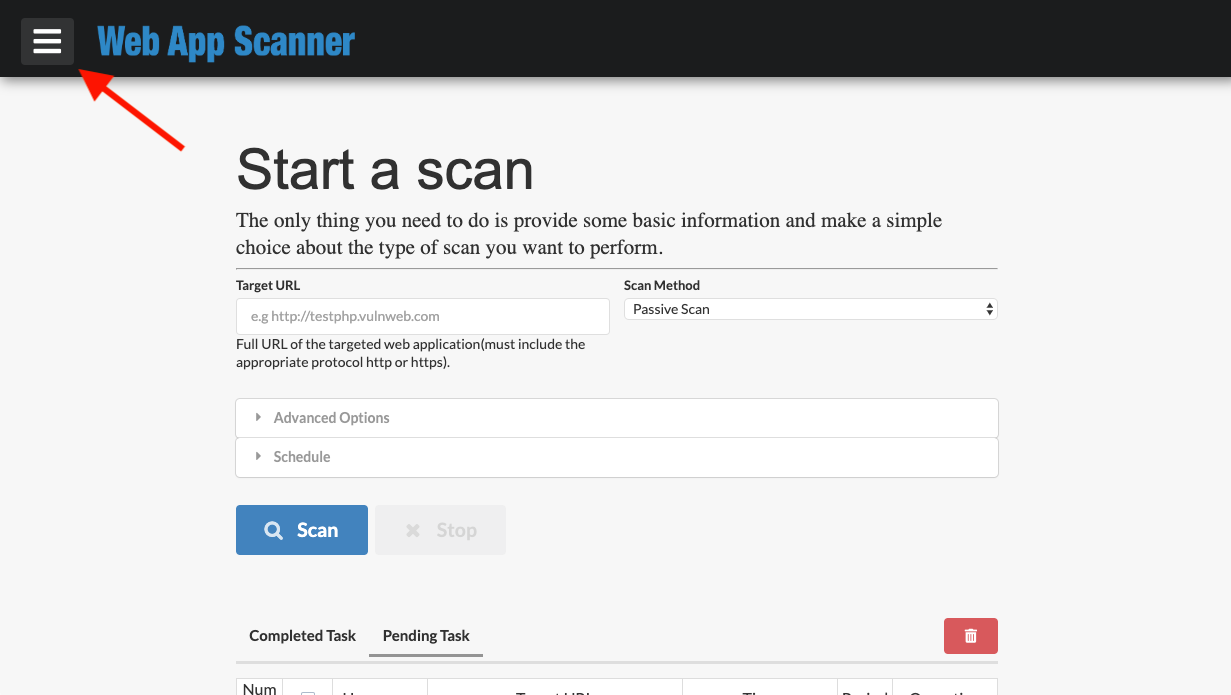 Web App Scanner
Start a scan
The only thing you need to do is provide some basic information and make a simple
choice about the type of scan you want to perform.
Target URL
Scan Method
e.g http://testphp.vulnweb.com
Passive Scan
Full URL of the targeted web application(must include the
appropriate protocol http or https).
Advanced Options
Schedule
Scan
Stop
Completed Task
Pending Task
Num